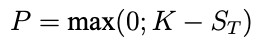 P = max(0; K − S_T)